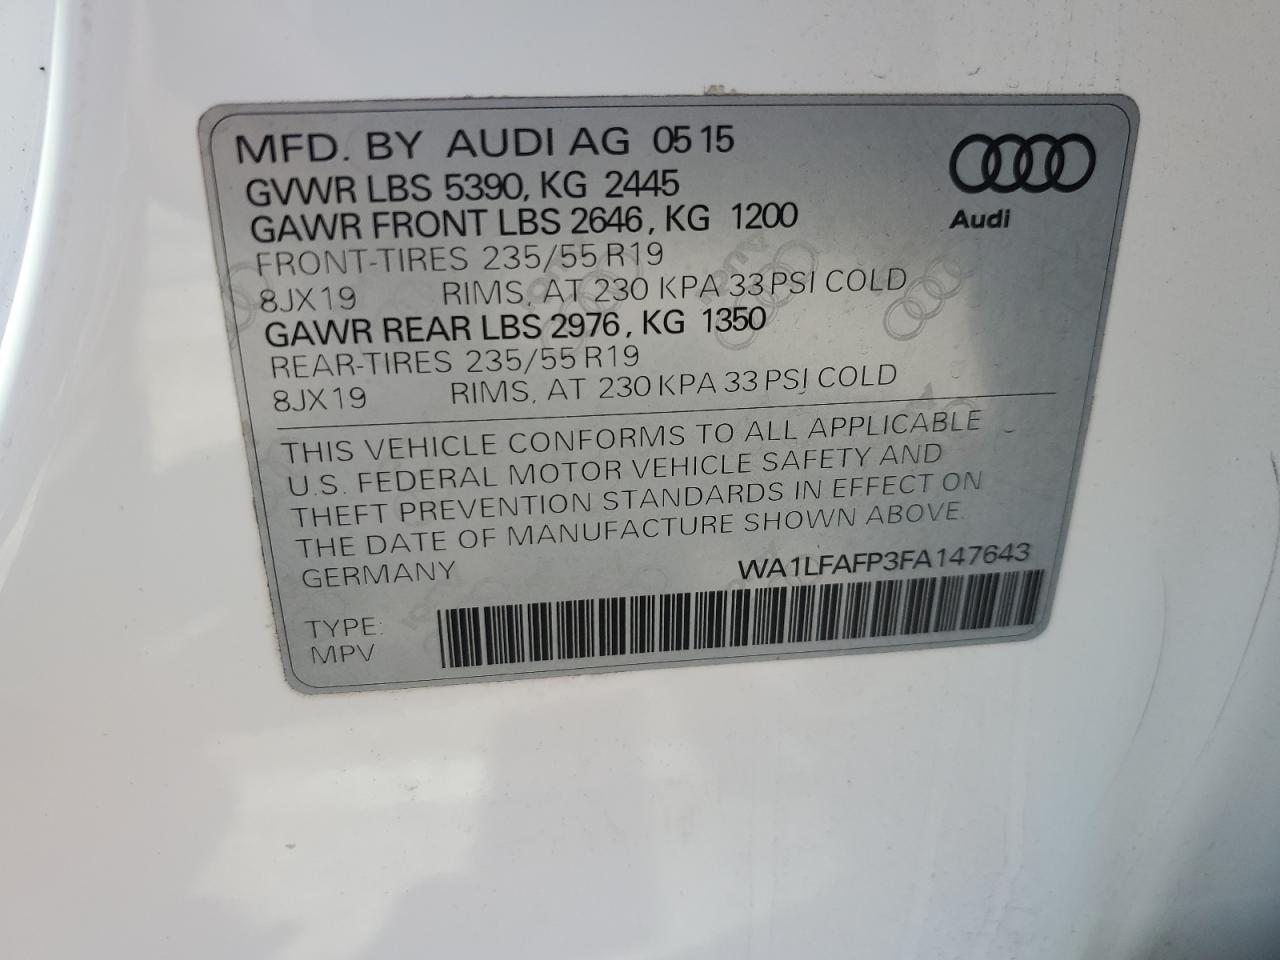 MFD. BY AUDI AG 05 15
GVWR LBS 5390, KG 2445
GAWR FRONT LBS 2646, KG 1200
FRONT-TIRES 235/55 R19
8JX19 RIMS, AT 230 KPA 33 PSI COLD
GAWR REAR LBS 2976, KG 1350
REAR-TIRES 235/55 R19
8JX19 RIMS, AT 230 KPA 33 PSI COLD
Audi
THIS VEHICLE CONFORMS TO ALL APPLICABLE
U.S. FEDERAL MOTOR VEHICLE SAFETY AND
THEFT PREVENTION STANDARDS IN EFFECT ON
THE DATE OF MANUFACTURE SHOWN ABOVE.
GERMANY WA1LFAFP3FA147643
TYPE:
MPV